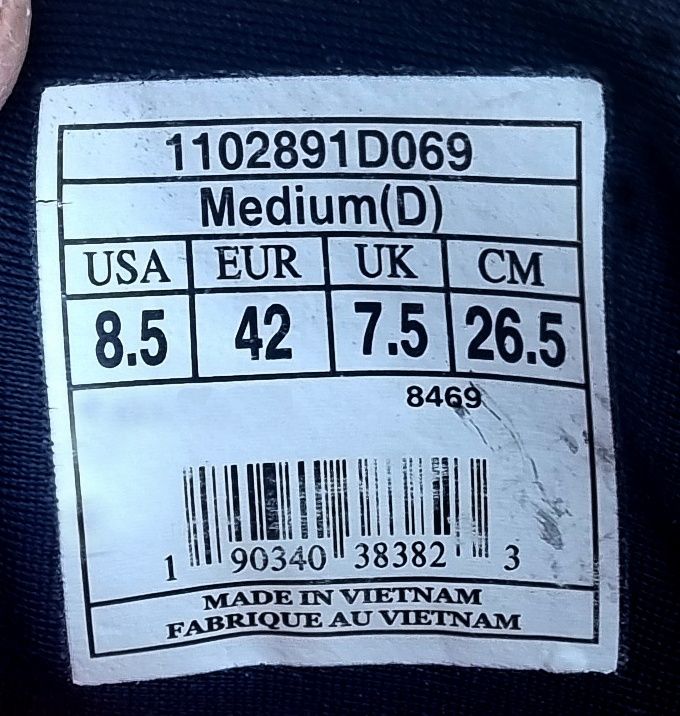 1102891D069
Medium(D)
USA EUR UK CM
8.5 42 7.5 26.5
8469
1 90340 38382 3
MADE IN VIETNAM
FABRIQUE AU VIETNAM